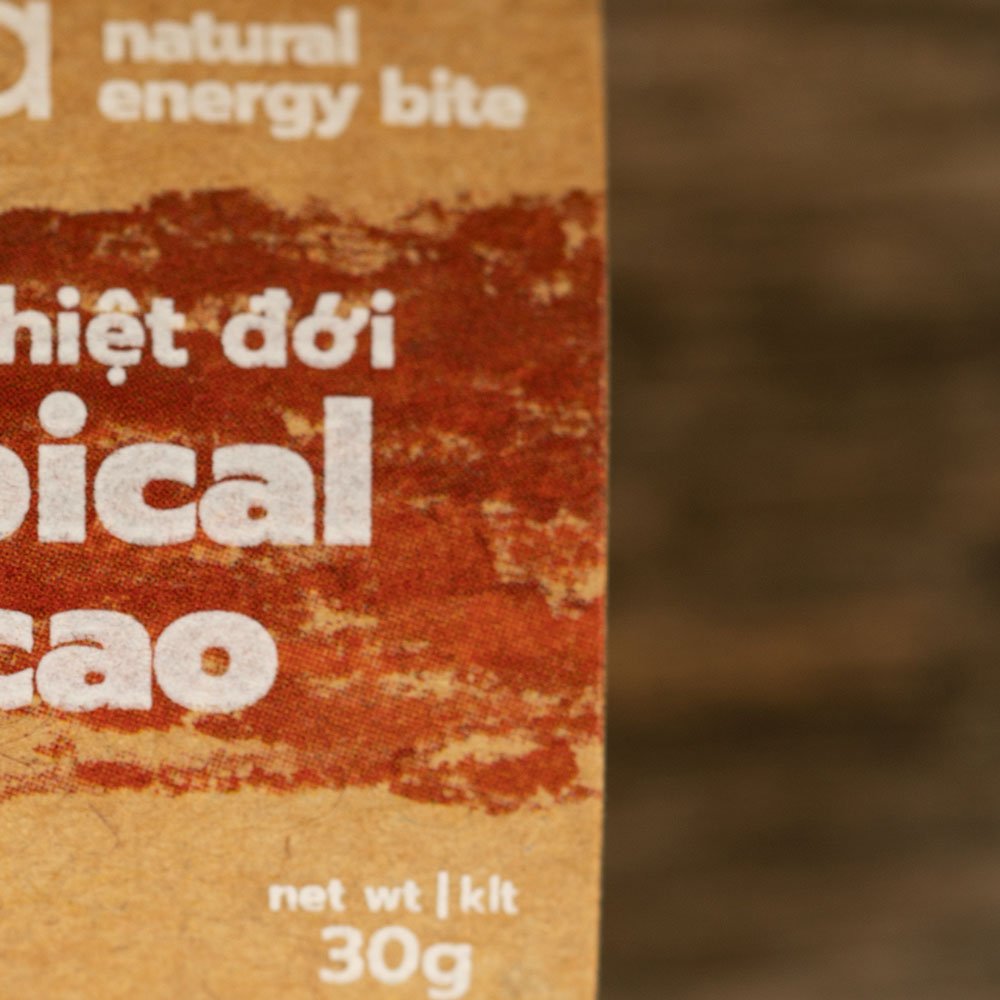 a natural
energy bite
hiệt đới
pical
cao
net wt | klt
30g